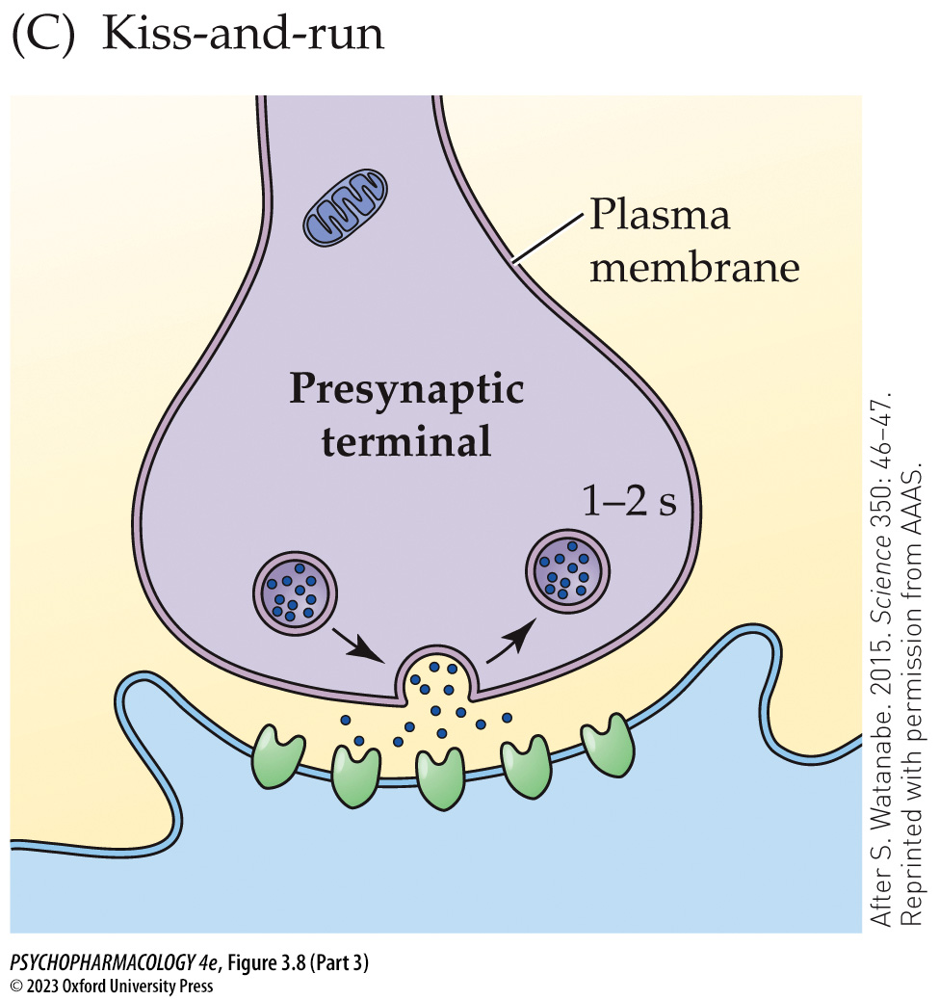 (C) Kiss-and-run
Plasma
membrane
Presynaptic
terminal
1–2 s
After S. Watanabe. 2015. Science 350: 46–47.
Reprinted with permission from AAAS.
PSYCHOPHARMACOLOGY 4e, Figure 3.8 (Part 3)
© 2023 Oxford University Press